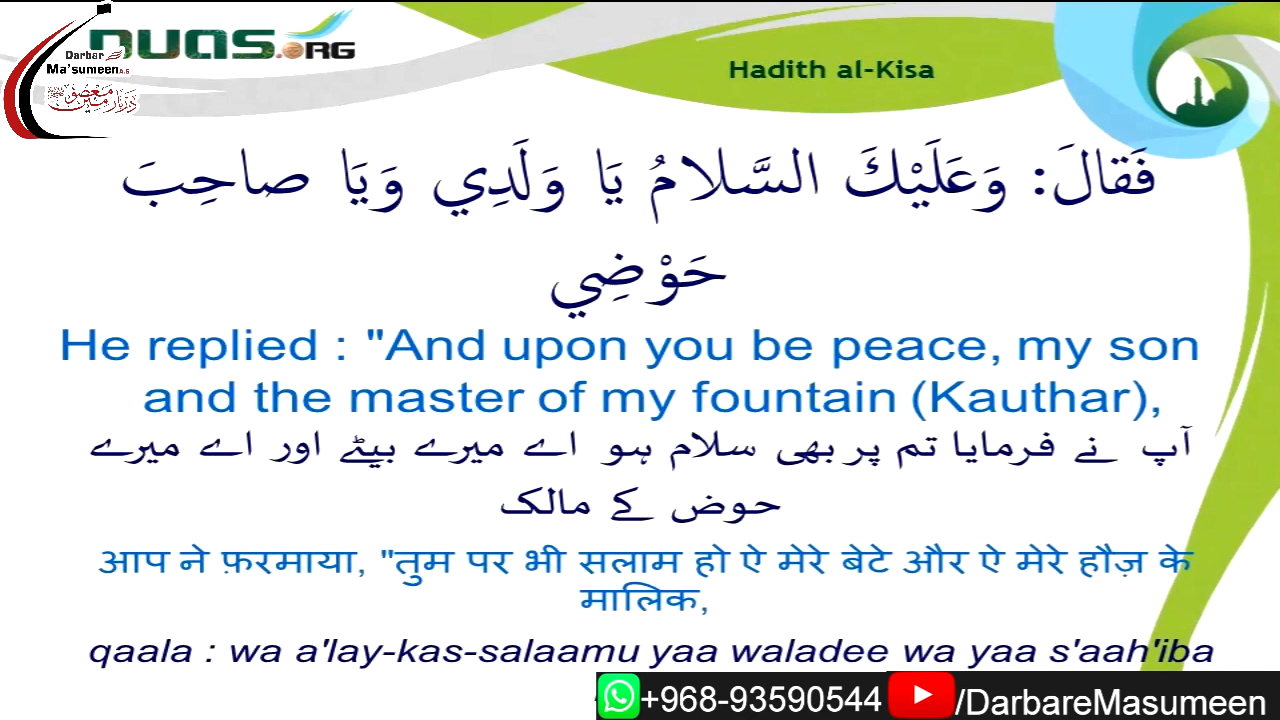 DUAS.ORG
Darbar
Ma'sumeen A.S
Hadith al-Kisa
فَقَالَ: وَعَلَيْكَ السَّلامُ يَا وَلَدِي وَيَا صاحِبَ
حَوْضِي
He replied : "And upon you be peace, my son
and the master of my fountain (Kauthar),
آپ نے فرمایا تم پر بھی سلام ہو اے میرے بیٹے اور اے میرے
حوض کے مالک
आप ने फ़रमाया, "तुम पर भी सलाम हो ऐ मेरे बेटे और ऐ मेरे हौज़ के
मालिक,
qaala : wa a'lay-kas-salaamu yaa waladee wa yaa s'aah'iba
+968-93590544 /DarbareMasumeen